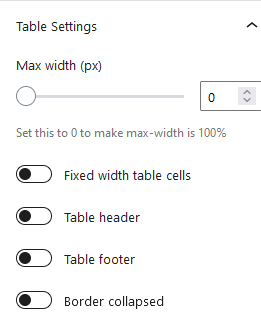 Table Settings
Max width (px)
0
Set this to 0 to make max-width is 100%
Fixed width table cells
Table header
Table footer
Border collapsed